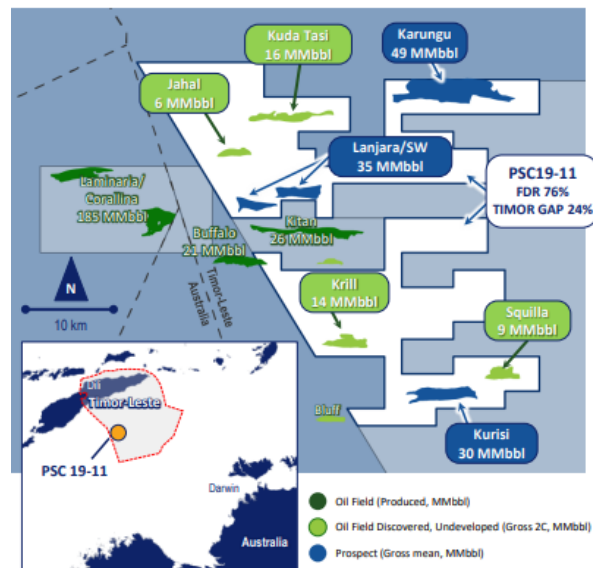 Kuda Tasi
16 MMbbl
Karungu
49 MMbbl
Jahal
6 MMbbl
Lanjara/SW
35 MMbbl
PSC19-11
FDR 76%
TIMOR GAP 24%
Laminaria/
Corallina
185 MMbbl
Buffalo
21 MMbbl
Kitan
26 MMbbl
N
10 km
Timor-Leste
Australia
Krill
14 MMbbl
Squilla
9 MMbbl
Bluff
Kurisi
30 MMbbl
Dili
Timor-Leste
PSC 19-11
Darwin
Australia
Oil Field (Produced, MMbbl)
Oil Field Discovered, Undeveloped (Gross 2C, MMbbl)
Prospect (Gross mean, MMbbl)